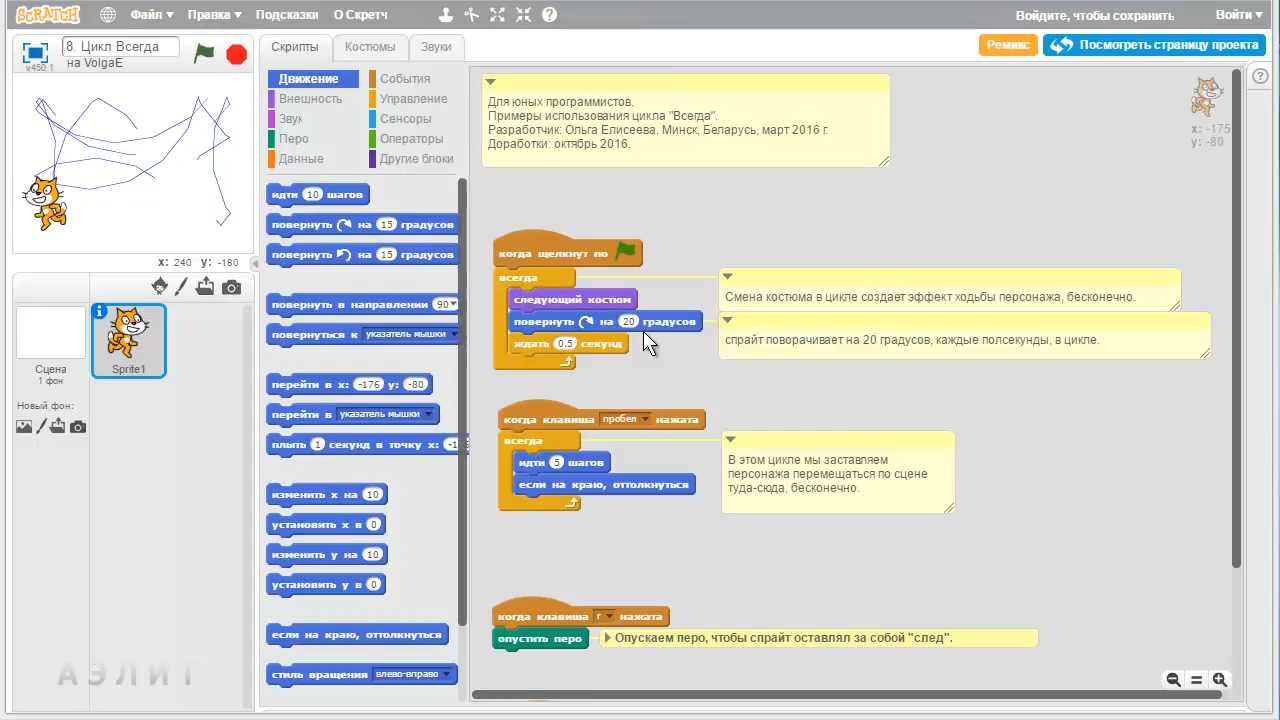 SCRATCH
Файл
Правка
Подсказки
О Скретч
Войдите, чтобы сохранить
Войти
8. Цикл Всегда
на VolgaE
v450.1
Скрипты
Костюмы
Звуки
Ремикс
Посмотреть страницу проекта
Движение
События
Внешность
Управление
Звук
Сенсоры
Перо
Операторы
Данные
Другие блоки
Для юных программистов.
Примеры использования цикла "Всегда".
Разработчик: Ольга Елисеева, Минск, Беларусь, март 2016 г.
Доработки: октябрь 2016.
x: -175
y: -80
идти 10 шагов
повернуть на 15 градусов
повернуть на 15 градусов
повернуть в направлении 90
повернуться к указатель мышки
перейти в x: -176 y: -80
перейти в указатель мышки
плыть 1 секунд в точку x:
изменить x на 10
установить x в 0
изменить y на 10
установить y в 0
если на краю, оттолкнуться
стиль вращения влево-вправо
когда щелкнут по
всегда
следующий костюм
повернуть на 20 градусов
ждать 0.5 секунд
Смена костюма в цикле создает эффект ходьбы персонажа, бесконечно.
спрайт поворачивает на 20 градусов, каждые полсекунды, в цикле.
когда клавиша пробел нажата
всегда
идти 5 шагов
если на краю, оттолкнуться
В этом цикле мы заставляем
персонажа перемещаться по сцене
туда-сюда, бесконечно.
когда клавиша г нажата
опустить перо
Опускаем перо, чтобы спрайт оставлял за собой "след".
x: 240 y: -180
Сцена
1 фон
Sprite1
Новый фон:
АЭЛИТ